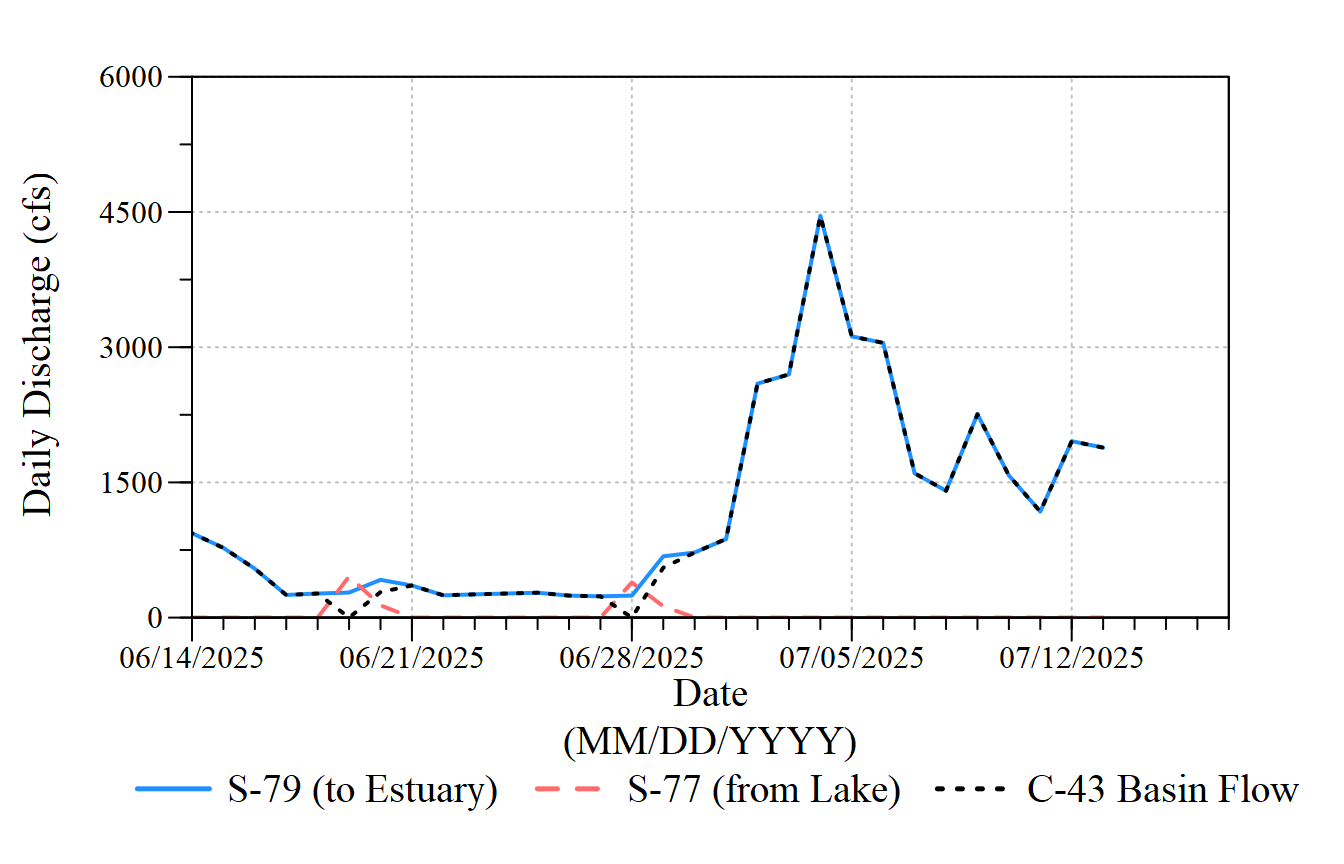 6000
4500
3000
1500
0
Daily Discharge (cfs)
06/14/2025 06/21/2025 06/28/2025 07/05/2025 07/12/2025
Date
(MM/DD/YYYY)
S-79 (to Estuary) S-77 (from Lake) C-43 Basin Flow